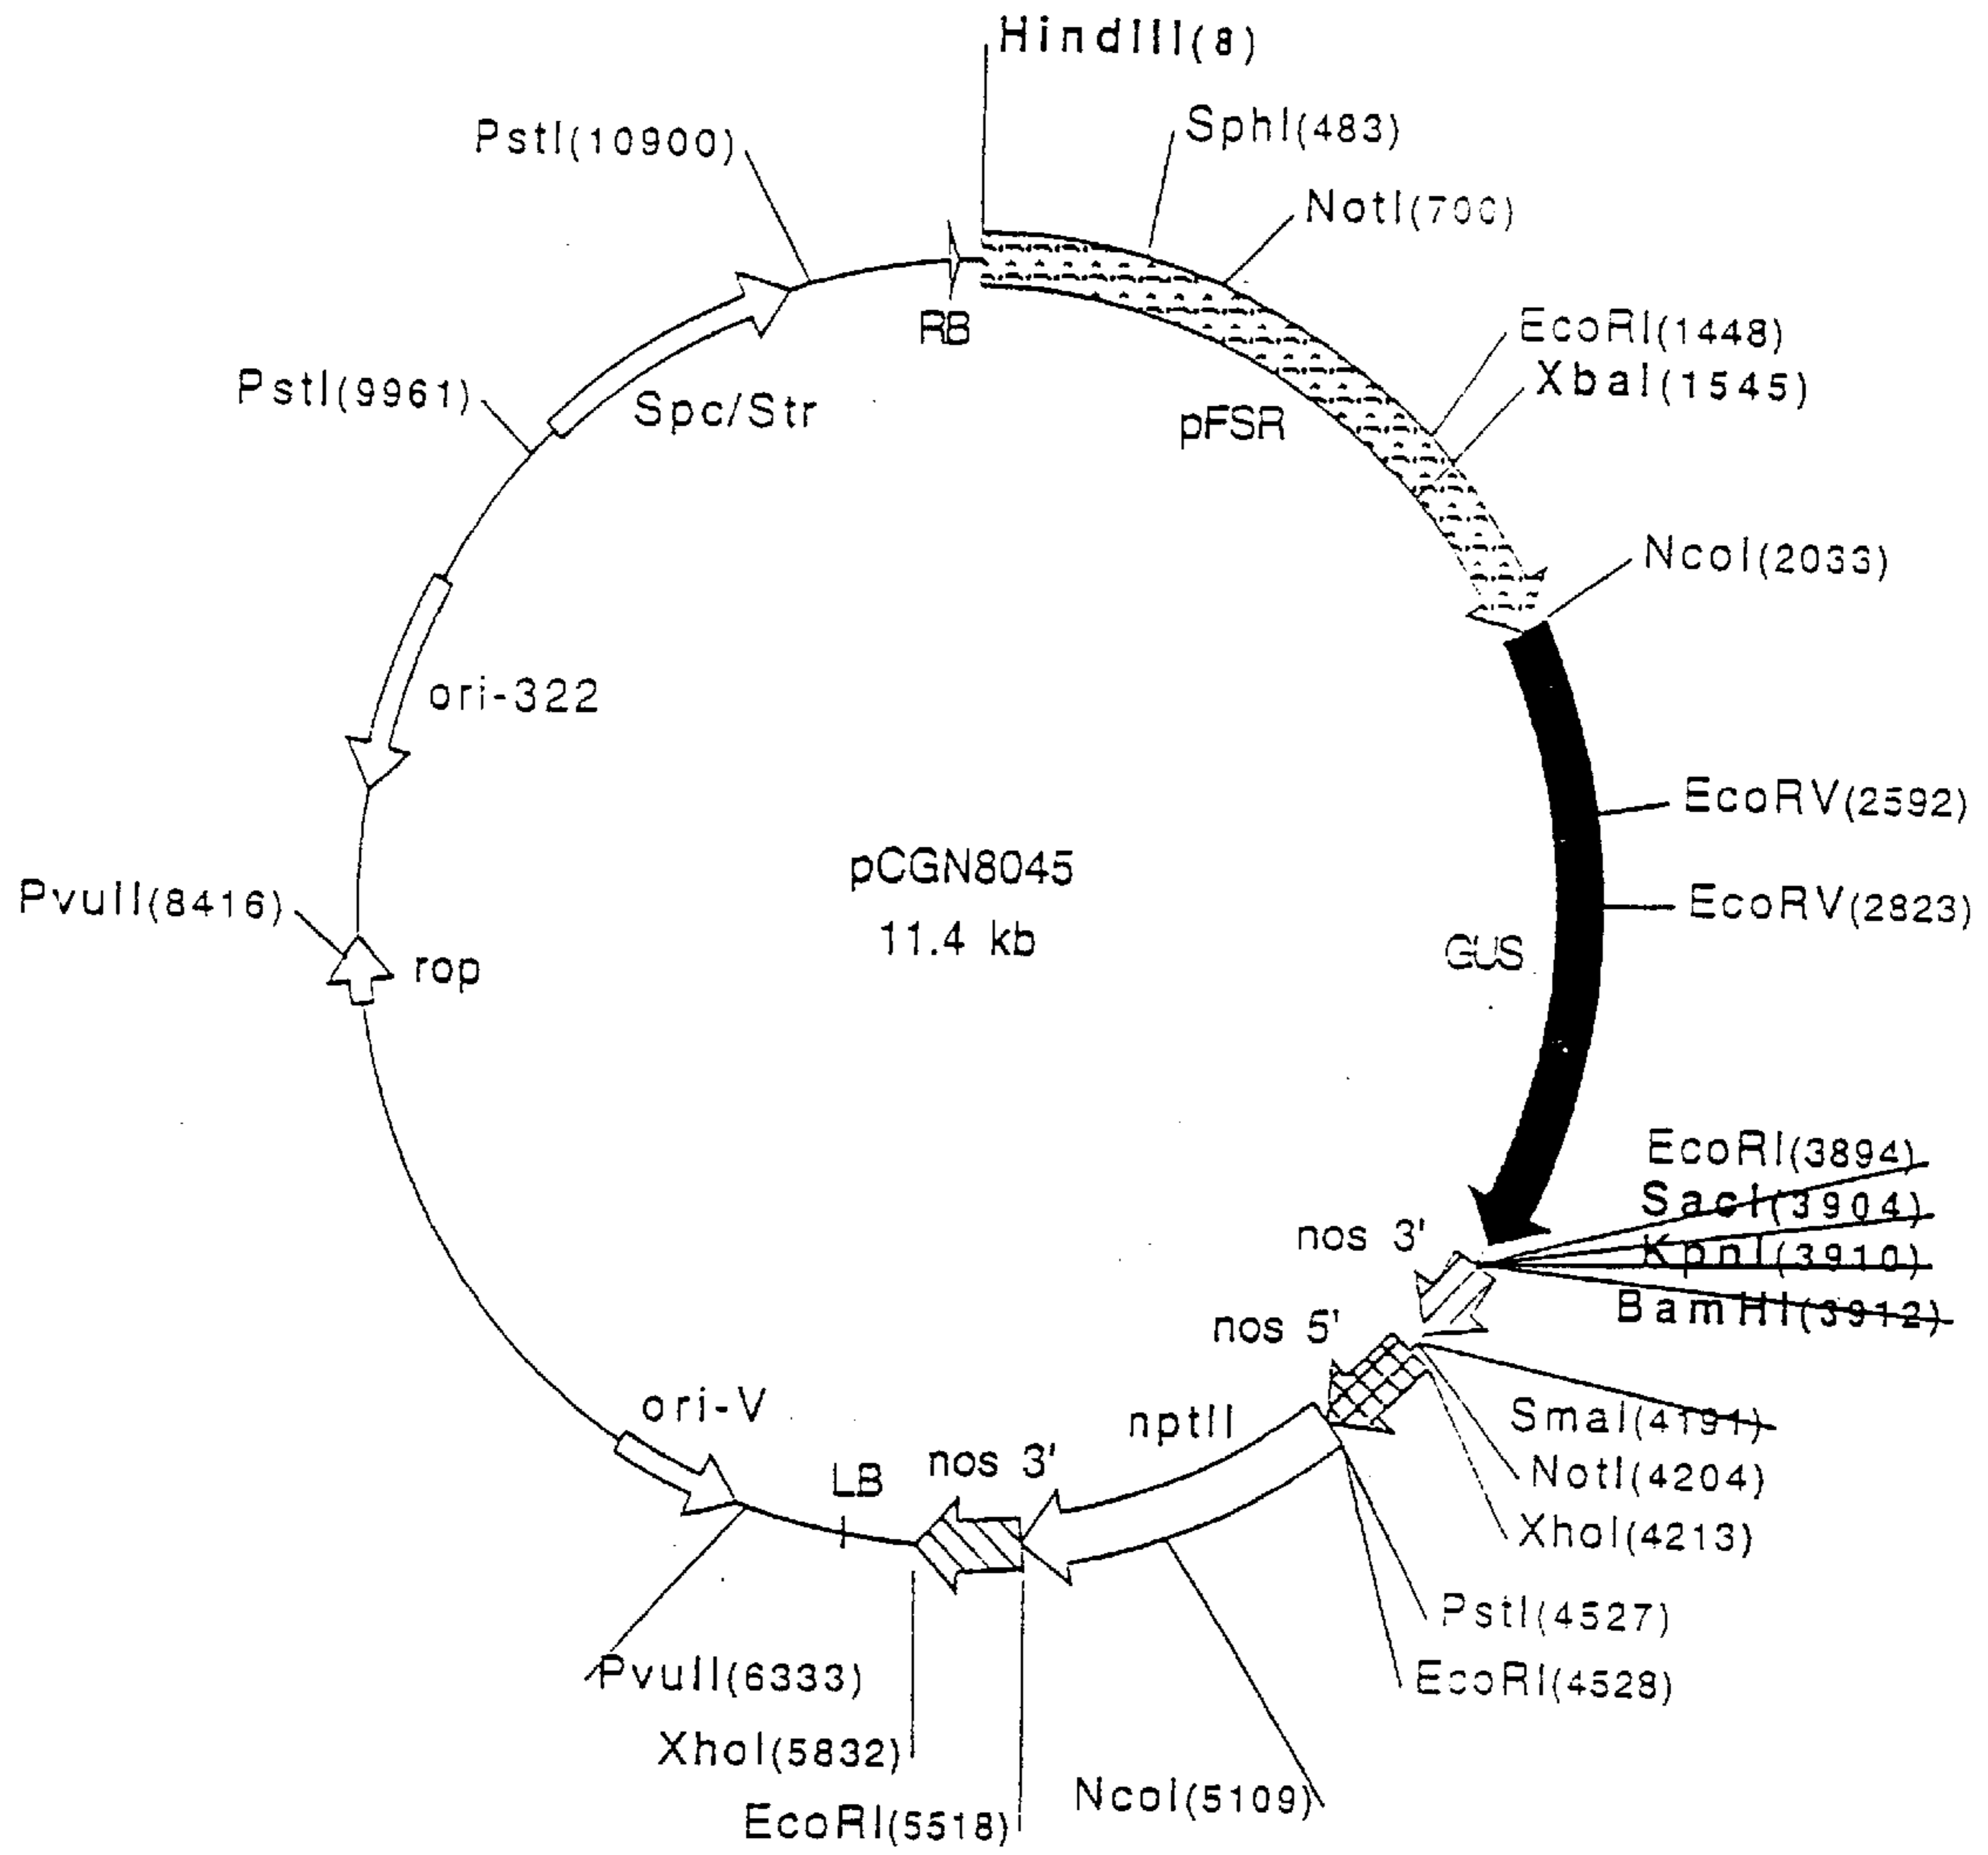 HindIII(8)
SphI(483)
PstI(10900)
NotI(700)
RB
EcoRI(1448)
XbaI(1545)
PstI(9961)
Spc/Str
pFSR
NcoI(2033)
ori-322
EcoRV(2592)
pCGN8045
11.4 kb
PvuII(8416)
EcoRV(2823)
GUS
rop
EcoRI(3894)
SacI(3904)
nos 3'
KpnI(3910)
BamHI(3912)
nos 5'
ori-V
nptII
SmaI(4191)
LB
nos 3'
NotI(4204)
XhoI(4213)
PstI(4527)
PvuII(6333)
EcoRI(4528)
XhoI(5832)
NcoI(5109)
EcoRI(5518)